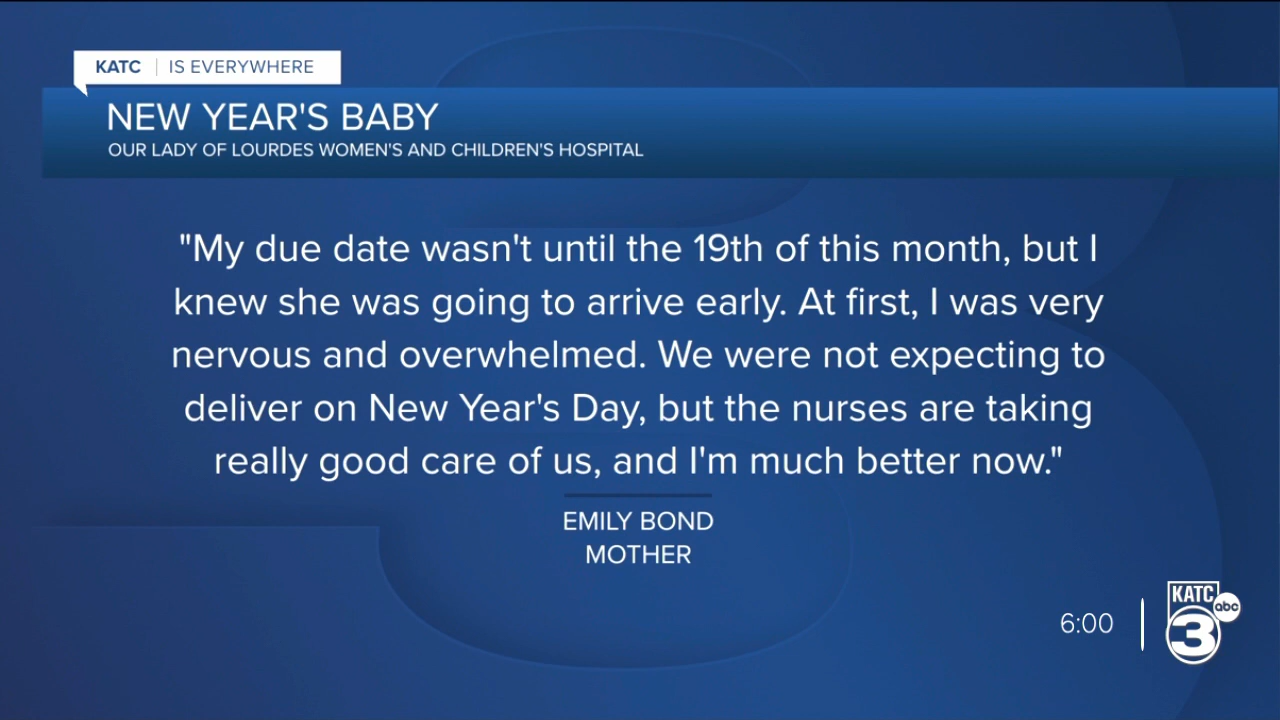 KATC | IS EVERYWHERE
NEW YEAR'S BABY
OUR LADY OF LOURDES WOMEN'S AND CHILDREN'S HOSPITAL
"My due date wasn't until the 19th of this month, but I
knew she was going to arrive early. At first, I was very
nervous and overwhelmed. We were not expecting to
deliver on New Year's Day, but the nurses are taking
really good care of us, and I'm much better now."
EMILY BOND
MOTHER
6:00
KATC
abc
3